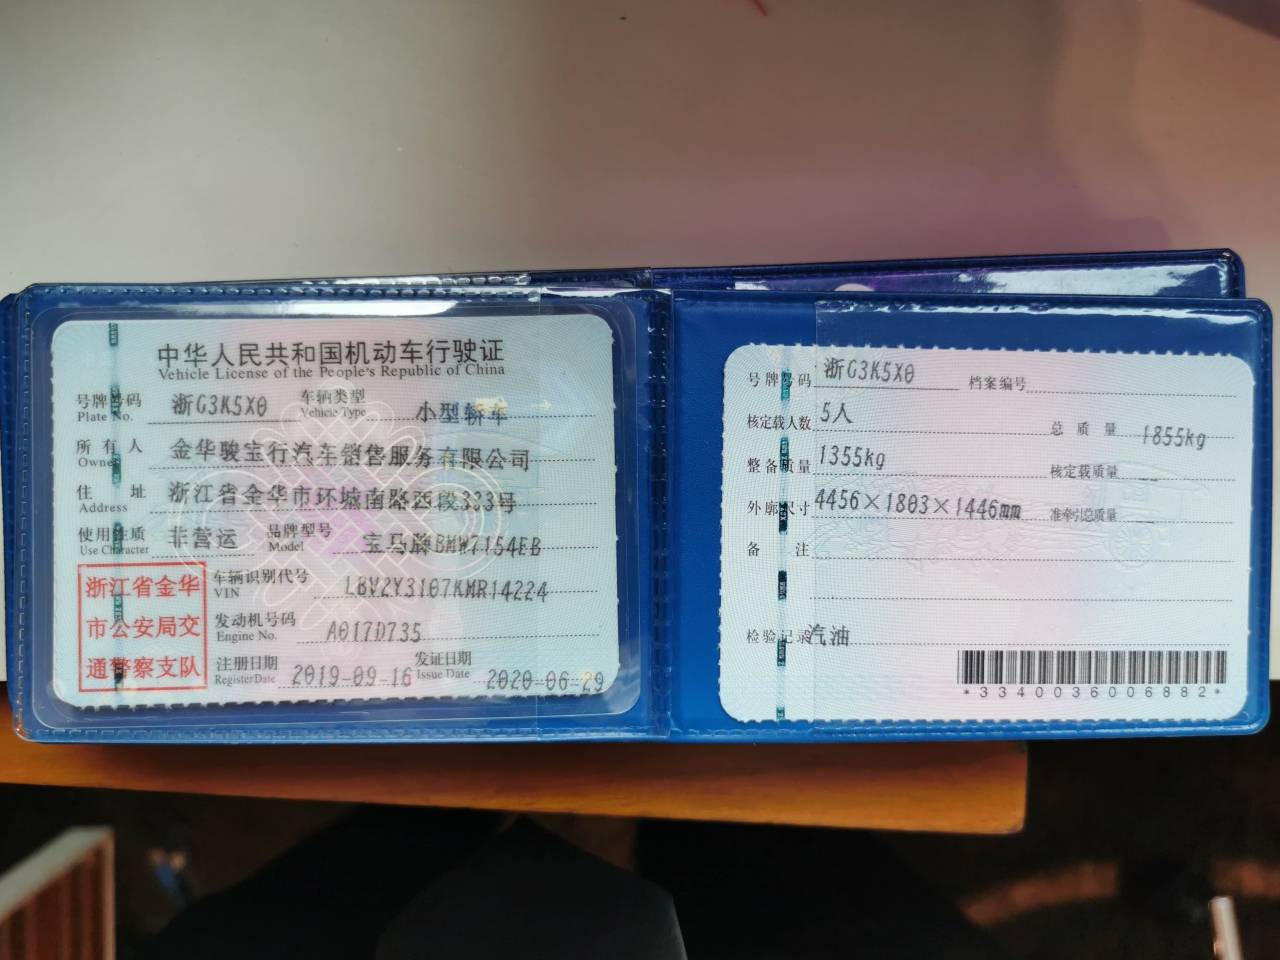 中华人民共和国机动车行驶证
Vehicle License of the People's Republic of China
号牌号码 浙G3K5X0 车辆类型 小型轿车
Plate No. Vehicle Type
所有人 金华骏宝行汽车销售服务有限公司
Owner
住址 浙江省金华市环城南路西段333号
Address
使用性质 非营运 品牌型号 宝马牌BMW7154EB
Use Character Model
浙江省金华
市公安局交
通警察支队
车辆识别代号 LBV2Y3107KMR14224
VIN
发动机号码 A017D735
Engine No.
注册日期 2019-09-16 发证日期 2020-06-29
Register Date Issue Date
号牌号码 浙G3K5X0 档案编号
核定载人数 5人 总质量 1855kg
整备质量 1355kg 核定载质量
外廓尺寸 4456×1803×1446mm 准牵引总质量
备注
检验记录 汽油
*3340036006882*